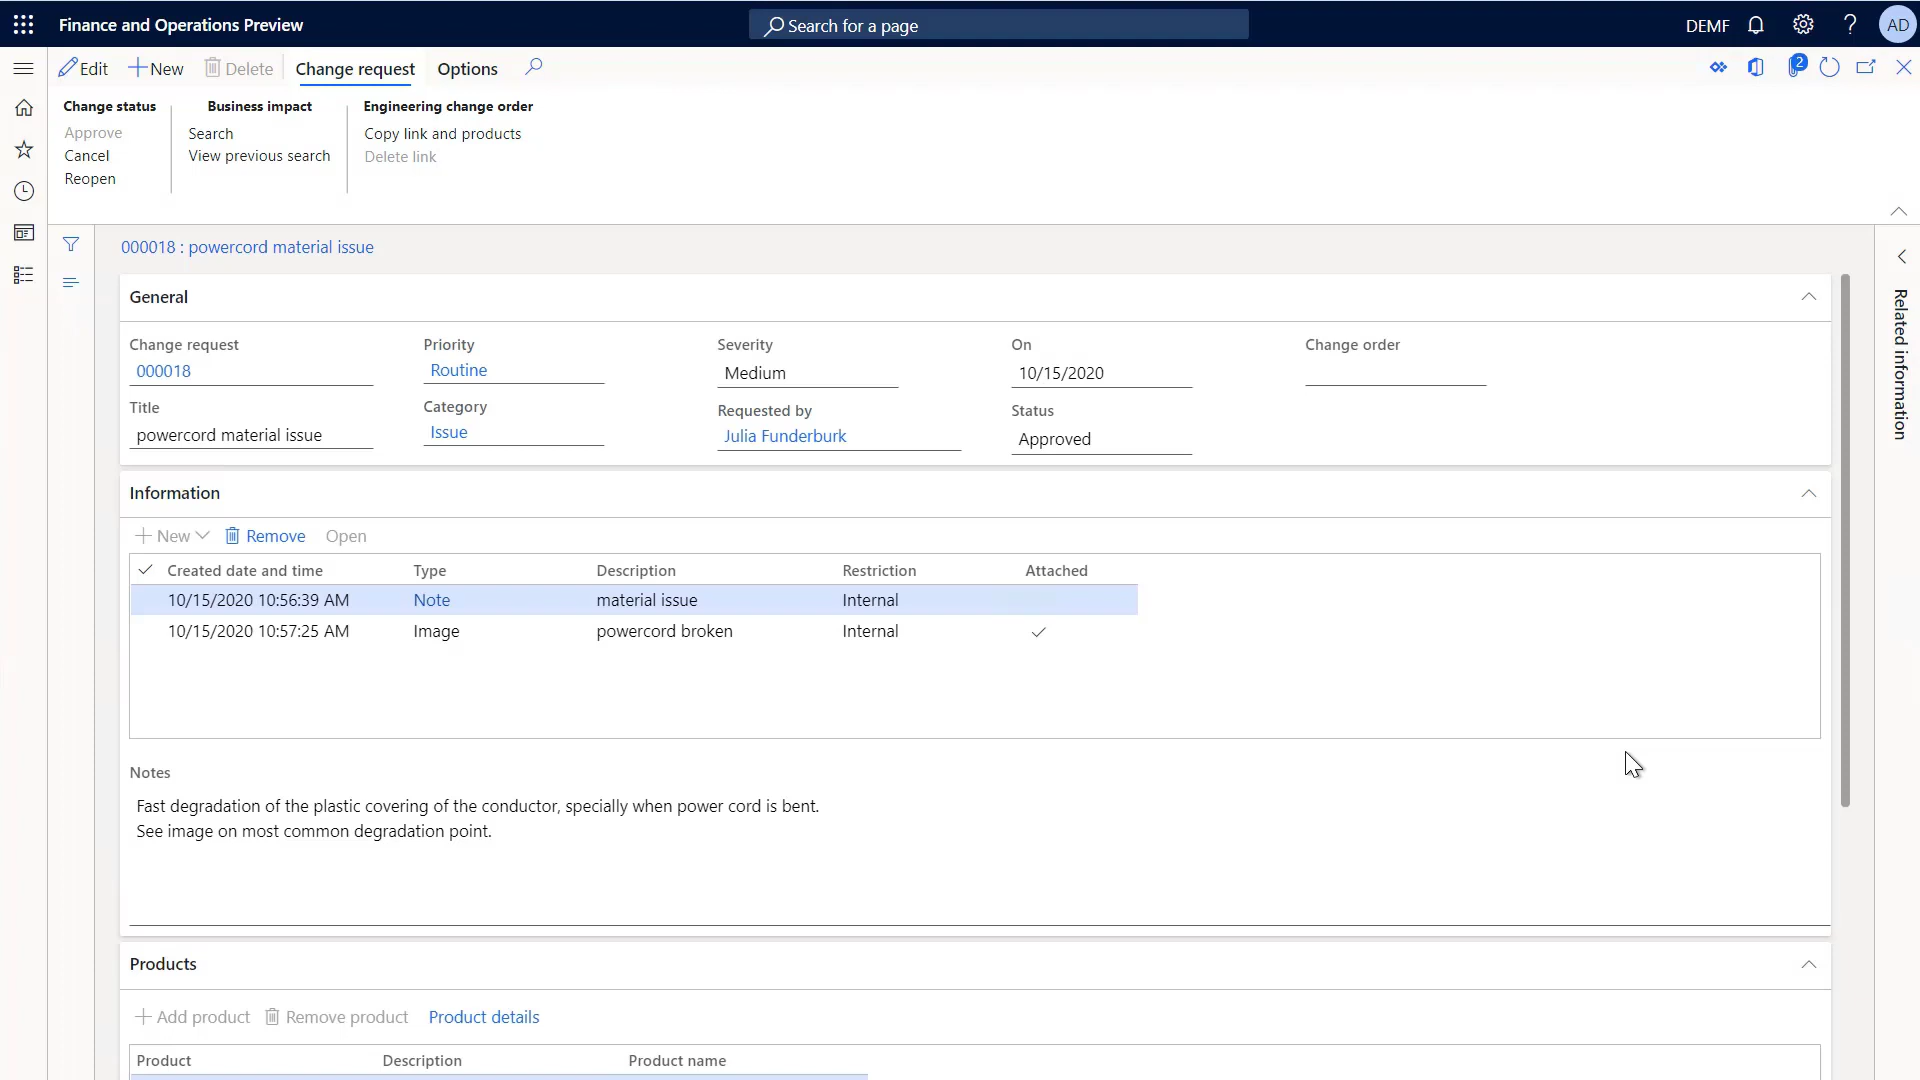 Finance and Operations Preview
Search for a page
DEMF
?
AD
Edit
New
Delete
Change request
Options
2
Change status
Business impact
Engineering change order
Approve
Search
Copy link and products
Cancel
View previous search
Delete link
Reopen
000018 : powercord material issue
Related information
General
Change request
Priority
Severity
On
Change order
000018
Routine
Medium
10/15/2020
Title
Category
Requested by
Status
powercord material issue
Issue
Julia Funderburk
Approved
Information
New
Remove
Open
Created date and time
Type
Description
Restriction
Attached
10/15/2020 10:56:39 AM
Note
material issue
Internal
10/15/2020 10:57:25 AM
Image
powercord broken
Internal
Notes
Fast degradation of the plastic covering of the conductor, specially when power cord is bent.
See image on most common degradation point.
Products
Add product
Remove product
Product details
Product
Description
Product name